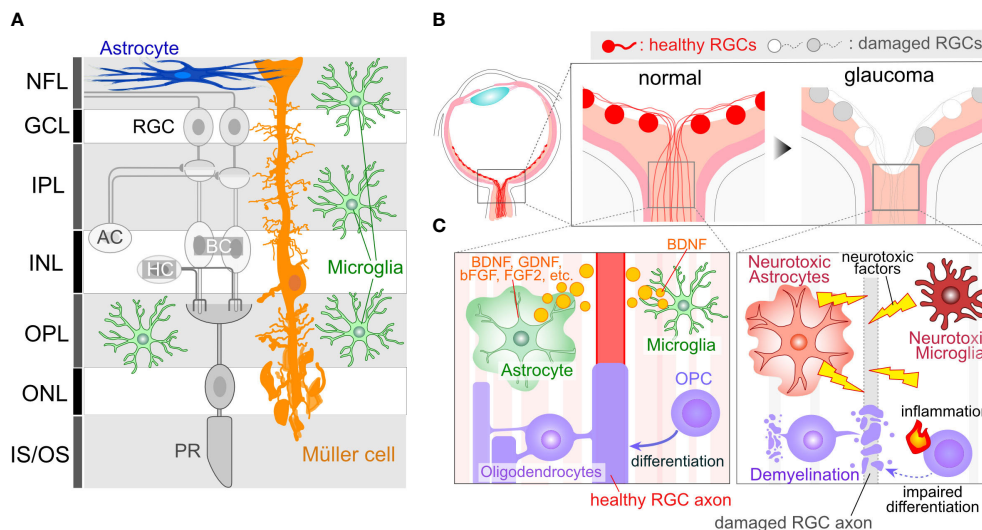 A
Astrocyte
NFL
GCL
RGC
IPL
AC
BC
INL
HC
Microglia
OPL
ONL
IS/OS
PR
Müller cell
B
: healthy RGCs
: damaged RGCs
normal
glaucoma
C
BDNF, GDNF,
bFGF, FGF2, etc.
BDNF
Astrocyte
Microglia
OPC
Oligodendrocytes
differentiation
healthy RGC axon
Neurotoxic
Astrocytes
neurotoxic
factors
Neurotoxic
Microglia
inflammation
Demyelination
impaired
differentiation
damaged RGC axon